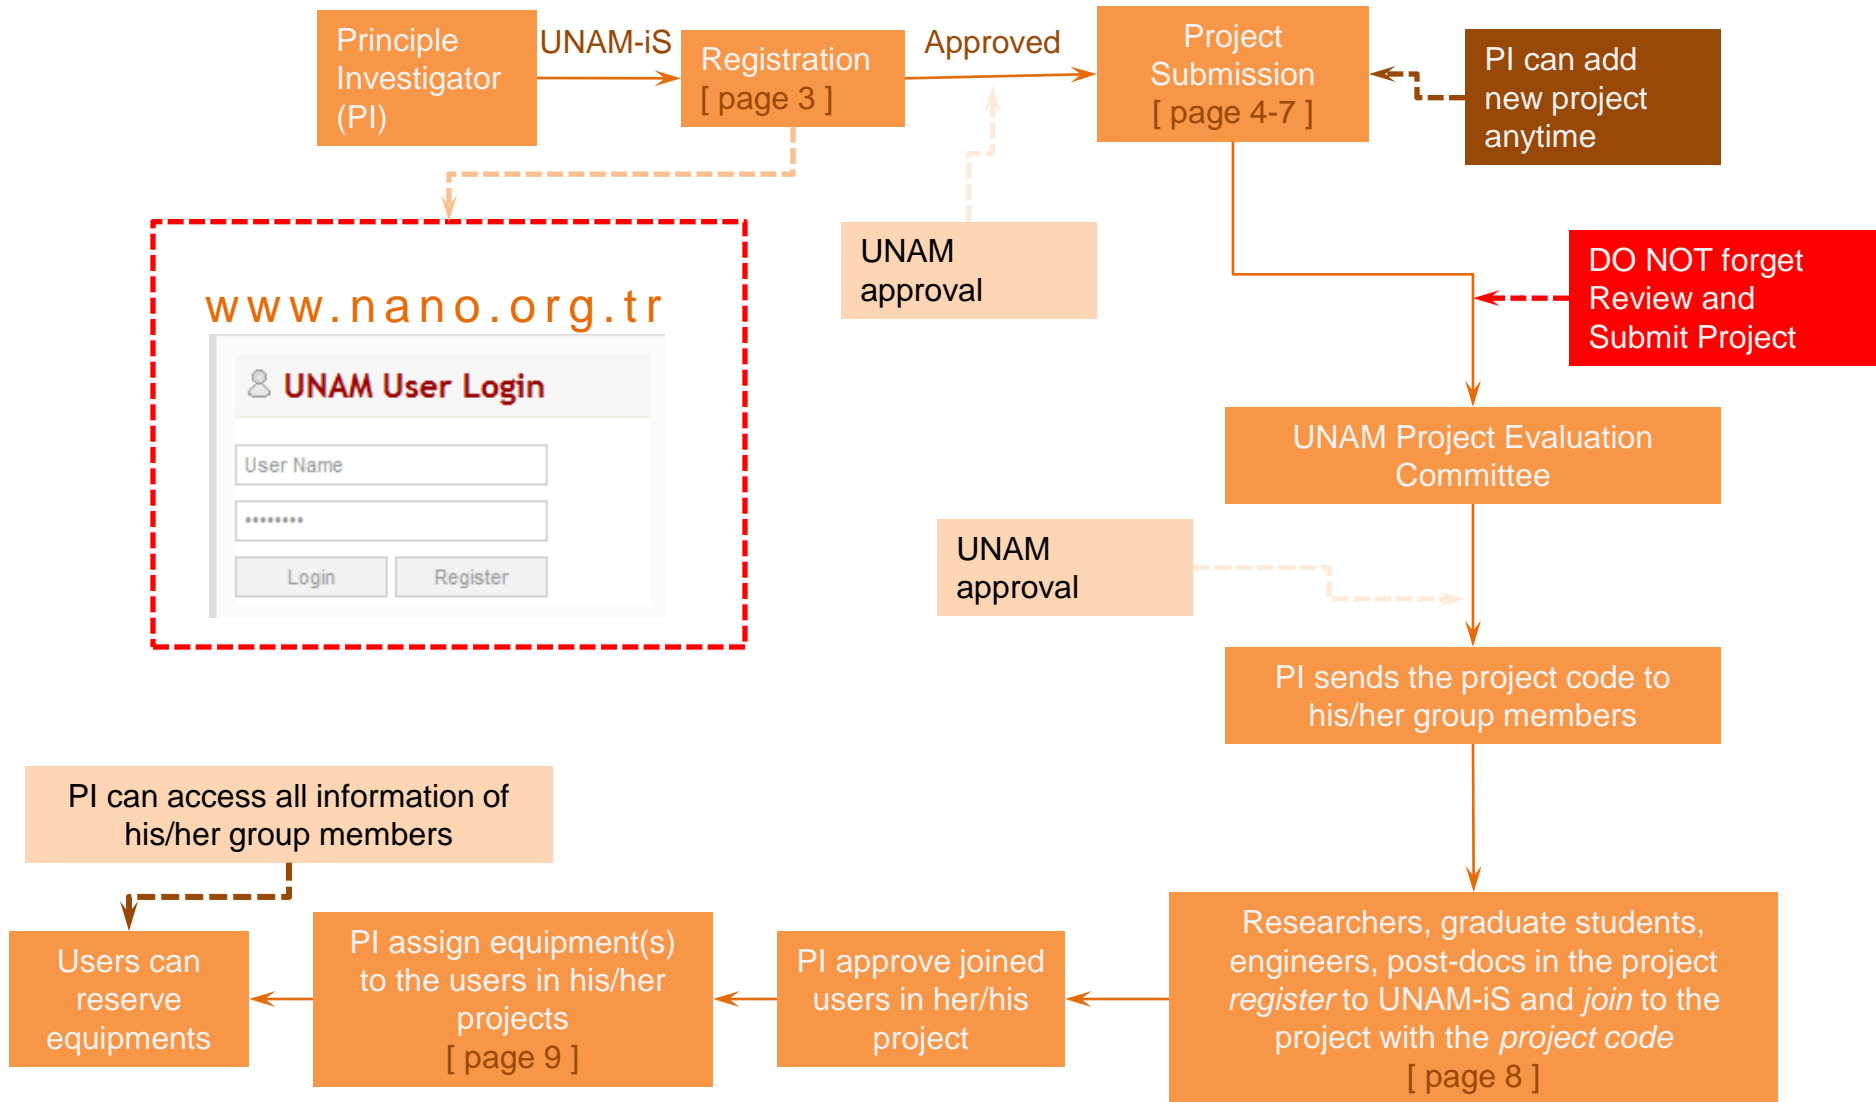 Principle
Investigator
(PI)
UNAM-iS
Registration
[ page 3 ]
Approved
Project
Submission
[ page 4-7 ]
PI can add
new project
anytime
UNAM
approval
DO NOT forget
Review and
Submit Project
www.nano.org.tr
UNAM User Login
User Name
••••••••
Login
Register
UNAM Project Evaluation
Committee
UNAM
approval
PI sends the project code to
his/her group members
PI can access all information of
his/her group members
Users can
reserve
equipments
PI assign equipment(s)
to the users in his/her
projects
[ page 9 ]
PI approve joined
users in her/his
project
Researchers, graduate students,
engineers, post-docs in the project
register to UNAM-iS and join to the
project with the project code
[ page 8 ]